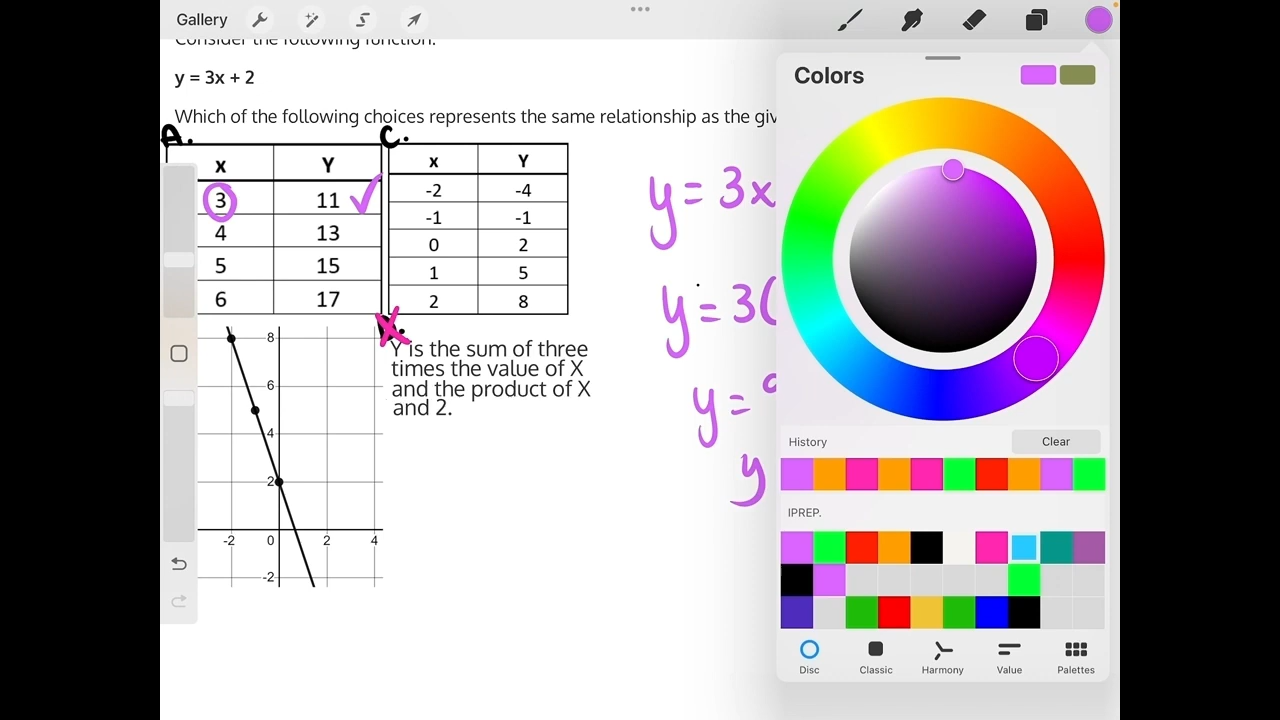 Gallery
Consider the following function:
y = 3x + 2
Which of the following choices represents the same relationship as the giv
A. C.
X Y
3 11
4 13
5 15
6 17
x Y
-2 -4
-1 -1
0 2
1 5
2 8
Y is the sum of three
times the value of X
and the product of X
and 2.
8
6
4
2
-2 0 2 4
-2
y = 3x
y = 3(
y =
y
Colors
History Clear
IPREP.
Disc Classic Harmony Value Palettes